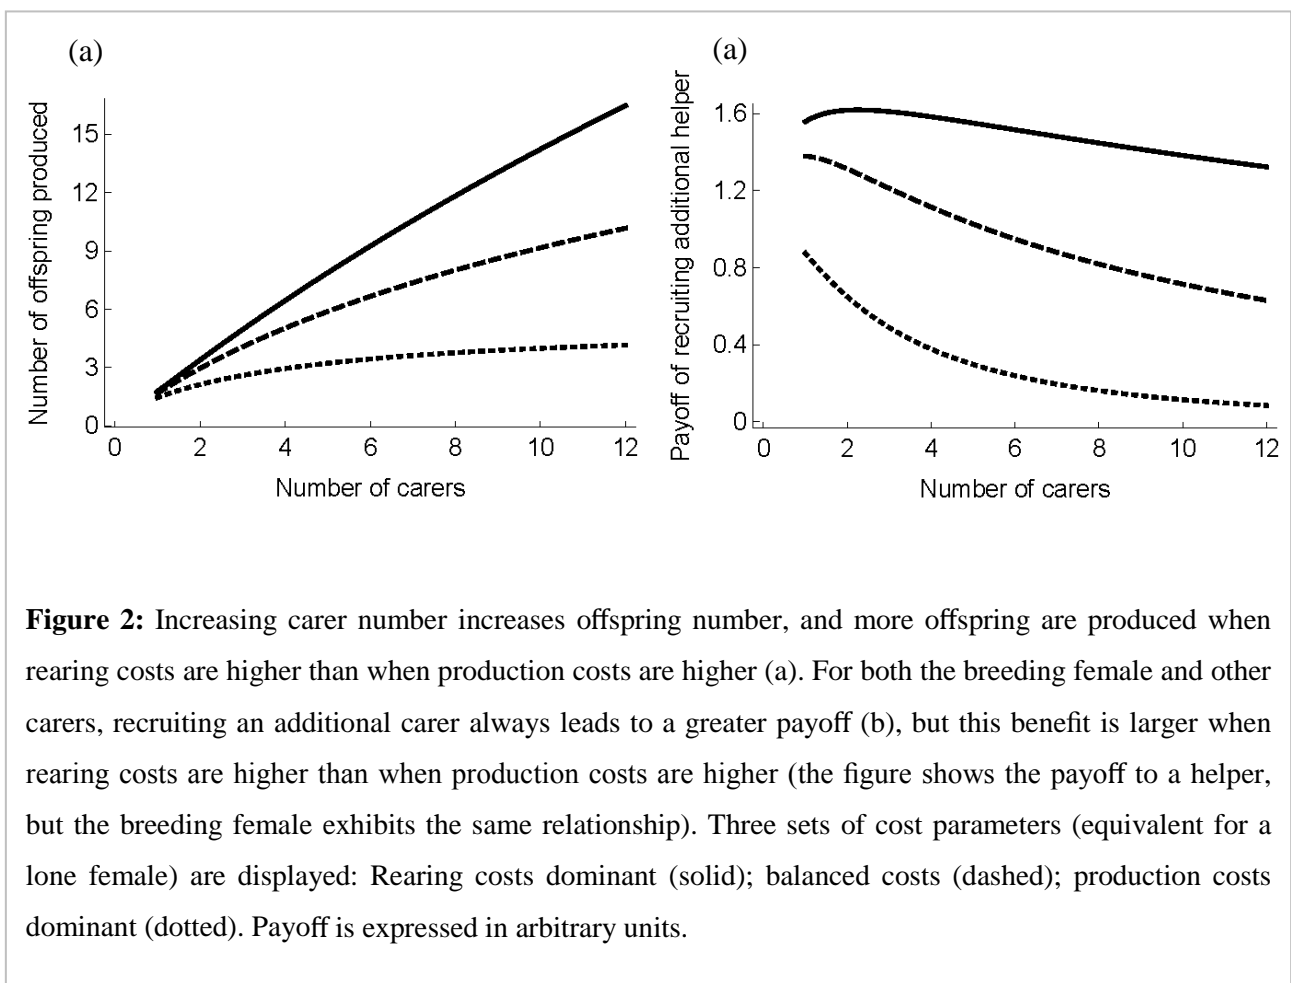 (a)
Number of offspring produced
15
12
9
6
3
0
0 2 4 6 8 10 12
Number of carers
(a)
Payoff of recruiting additional helper
1.6
1.2
0.8
0.4
0
0 2 4 6 8 10 12
Number of carers
Figure 2: Increasing carer number increases offspring number, and more offspring are produced when
rearing costs are higher than when production costs are higher (a). For both the breeding female and other
carers, recruiting an additional carer always leads to a greater payoff (b), but this benefit is larger when
rearing costs are higher than when production costs are higher (the figure shows the payoff to a helper,
but the breeding female exhibits the same relationship). Three sets of cost parameters (equivalent for a
lone female) are displayed: Rearing costs dominant (solid); balanced costs (dashed); production costs
dominant (dotted). Payoff is expressed in arbitrary units.